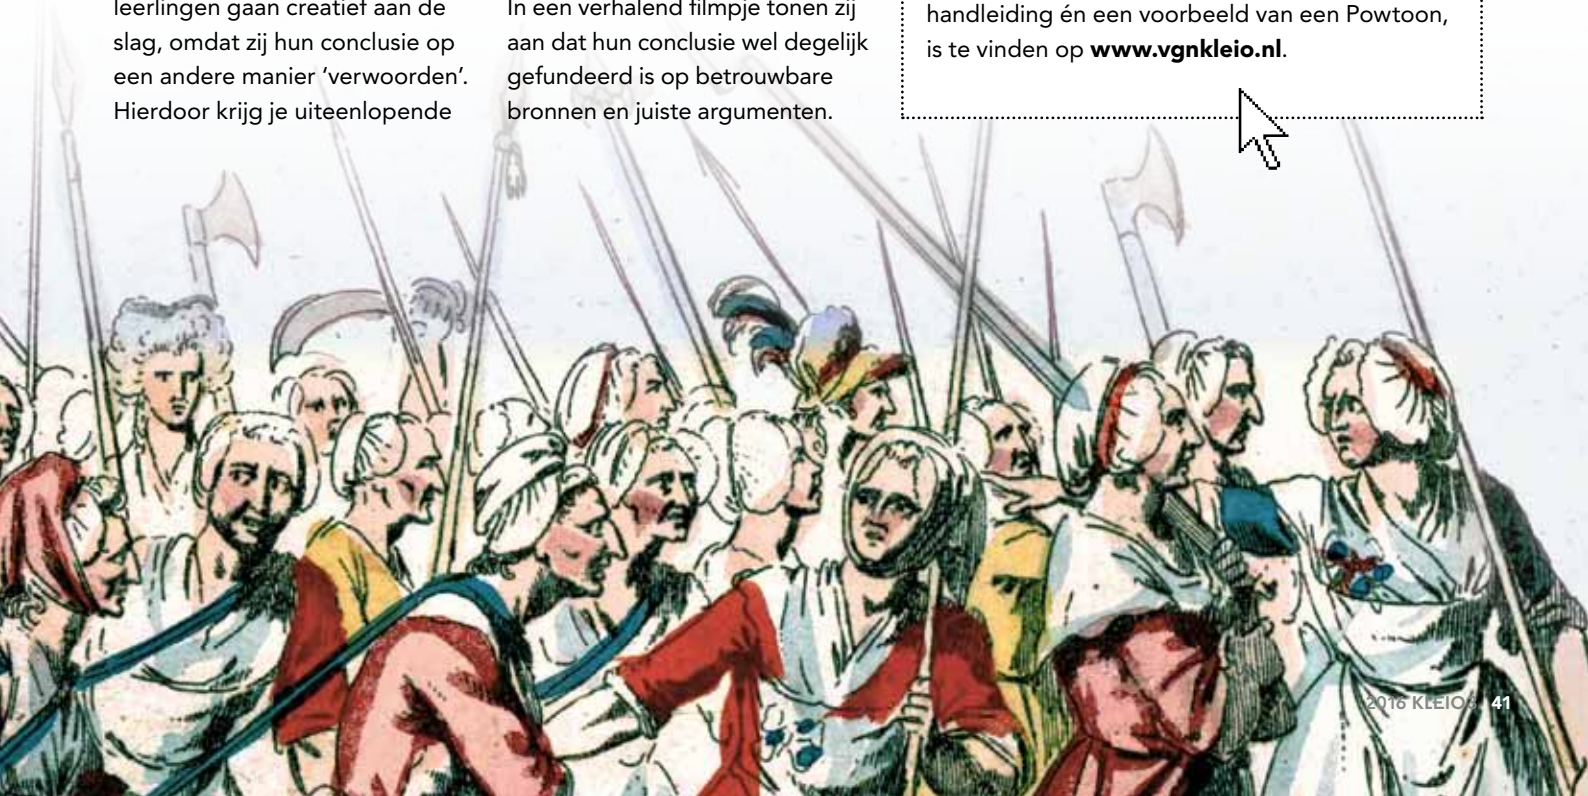 leerlingen gaan creatief aan de
slag, omdat zij hun conclusie op
een andere manier ‘verwoorden’.
Hierdoor krijg je uiteenlopende
In een verhalend filmpje tonen zij
aan dat hun conclusie wel degelijk
gefundeerd is op betrouwbare
bronnen en juiste argumenten.
handleiding én een voorbeeld van een Powtoon,
is te vinden op www.vgnkleio.nl.
2016 KLEIO 41